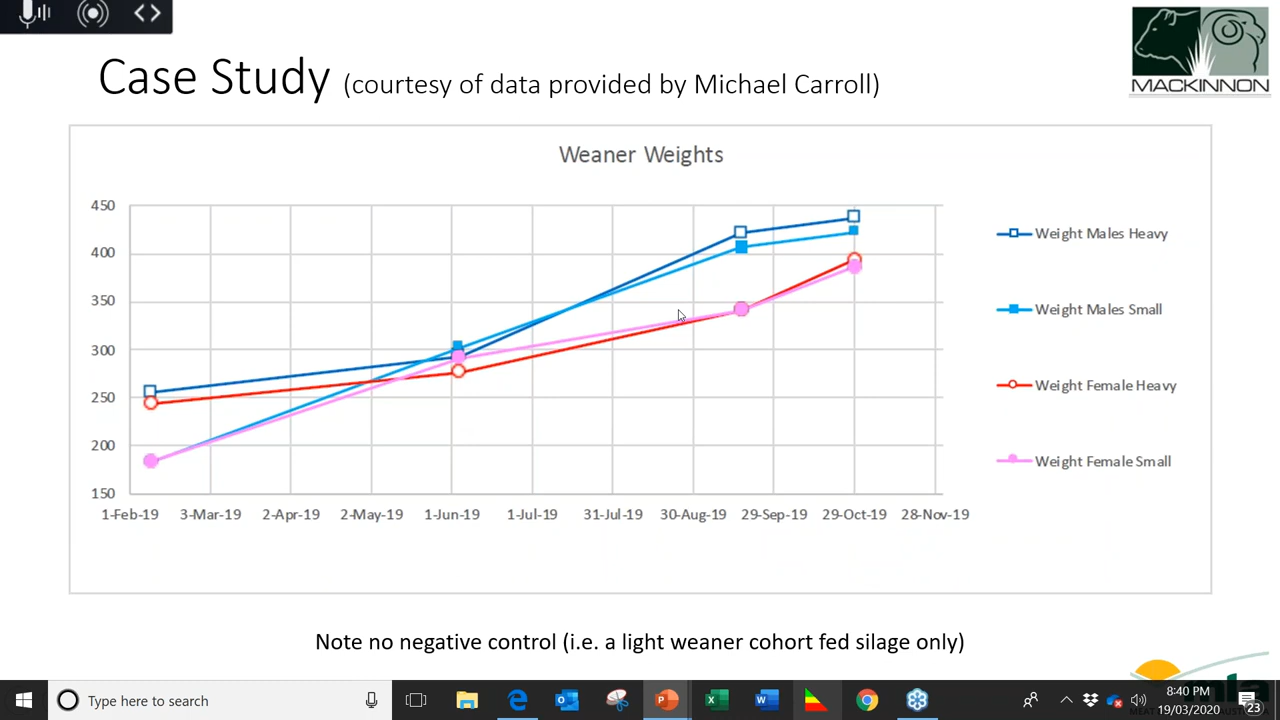 Case Study (courtesy of data provided by Michael Carroll)
MACKINNON
Weaner Weights
450
400
350
300
250
200
150
1-Feb-19 3-Mar-19 2-Apr-19 2-May-19 1-Jun-19 1-Jul-19 31-Jul-19 30-Aug-19 29-Sep-19 29-Oct-19 28-Nov-19
Weight Males Heavy
Weight Males Small
Weight Female Heavy
Weight Female Small
Note no negative control (i.e. a light weaner cohort fed silage only)
Type here to search
8:40 PM
19/03/2020
23